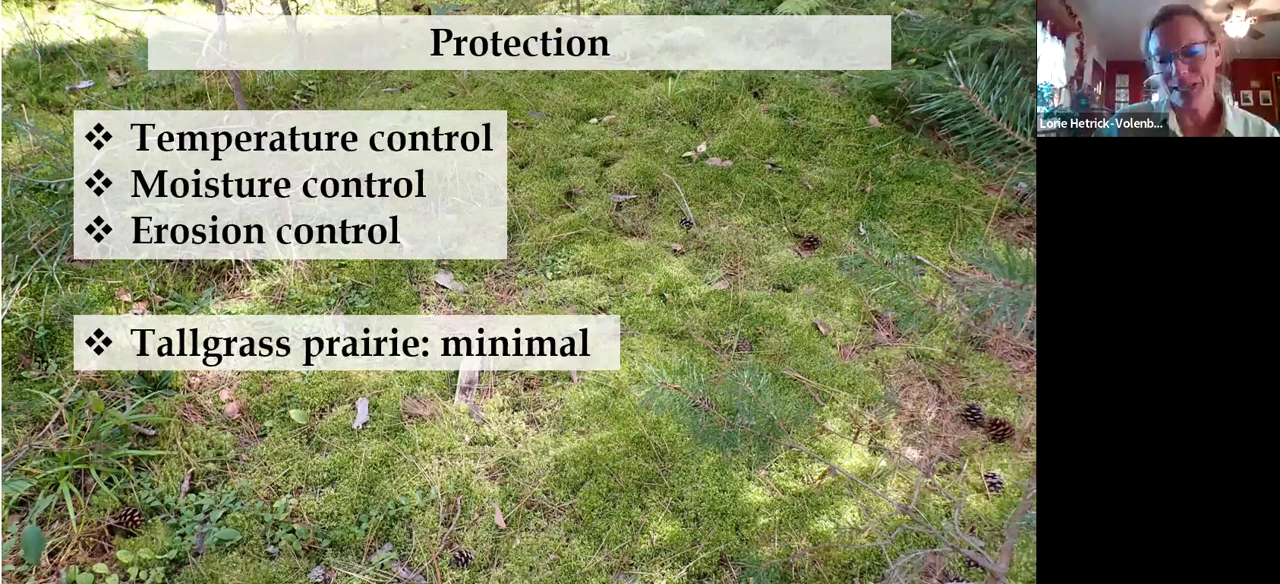 Protection
❖ Temperature control
❖ Moisture control
❖ Erosion control
❖ Tallgrass prairie: minimal
Lorie Hetrick-Volenb...